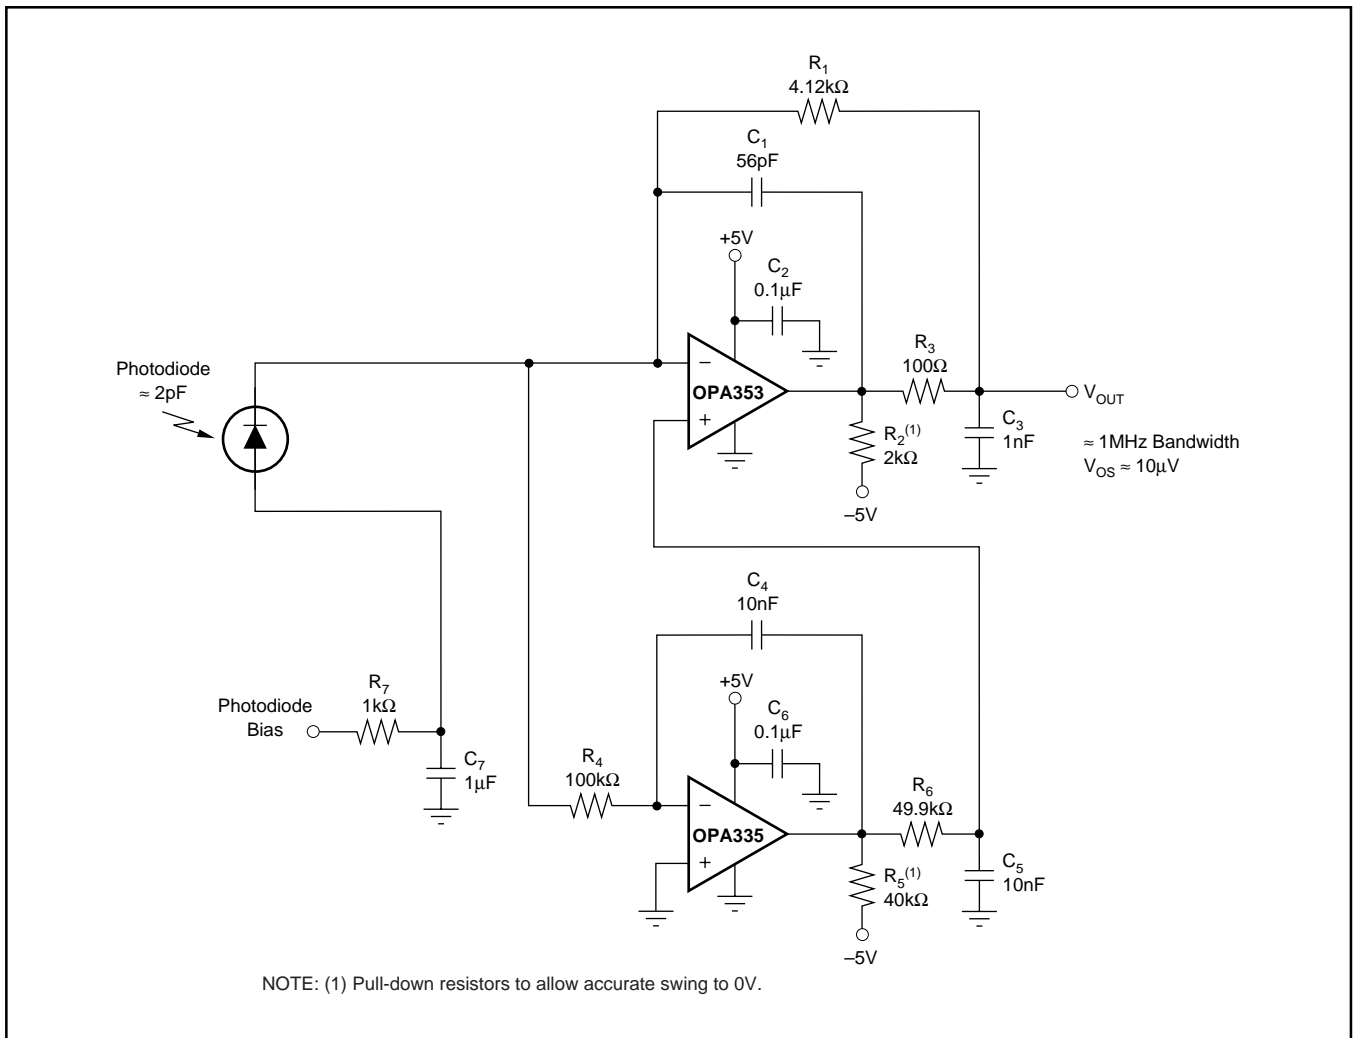 R1
4.12kΩ
C1
56pF
+5V
C2
0.1µF
Photodiode
≈ 2pF
−
OPA353
+
R3
100Ω
VOUT
R2(1)
2kΩ
–5V
C3
1nF
≈ 1MHz Bandwidth
VOS ≈ 10µV
C4
10nF
+5V
C6
0.1µF
Photodiode
Bias
R7
1kΩ
C7
1µF
R4
100kΩ
−
OPA335
+
R6
49.9kΩ
R5(1)
40kΩ
–5V
C5
10nF
NOTE: (1) Pull-down resistors to allow accurate swing to 0V.